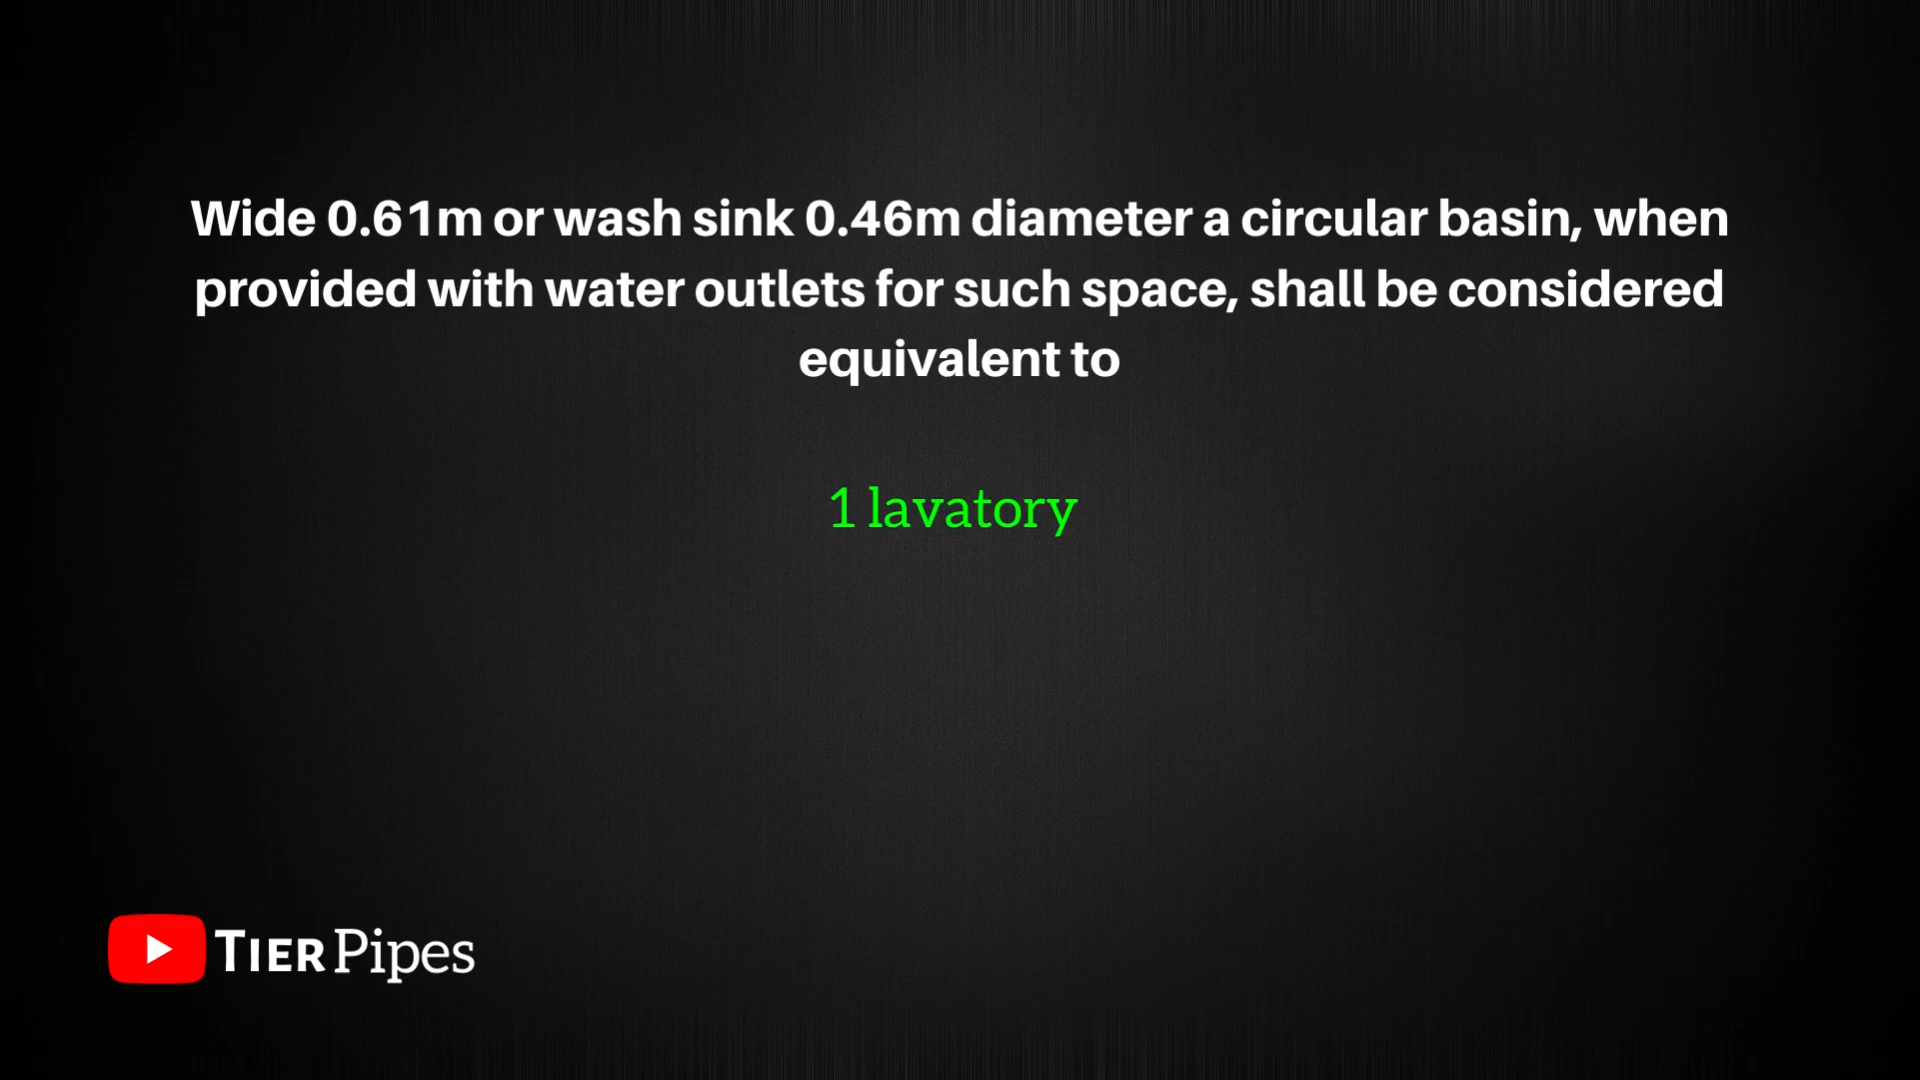 Wide 0.61m or wash sink 0.46m diameter a circular basin, when
provided with water outlets for such space, shall be considered
equivalent to
1 lavatory
TIER Pipes